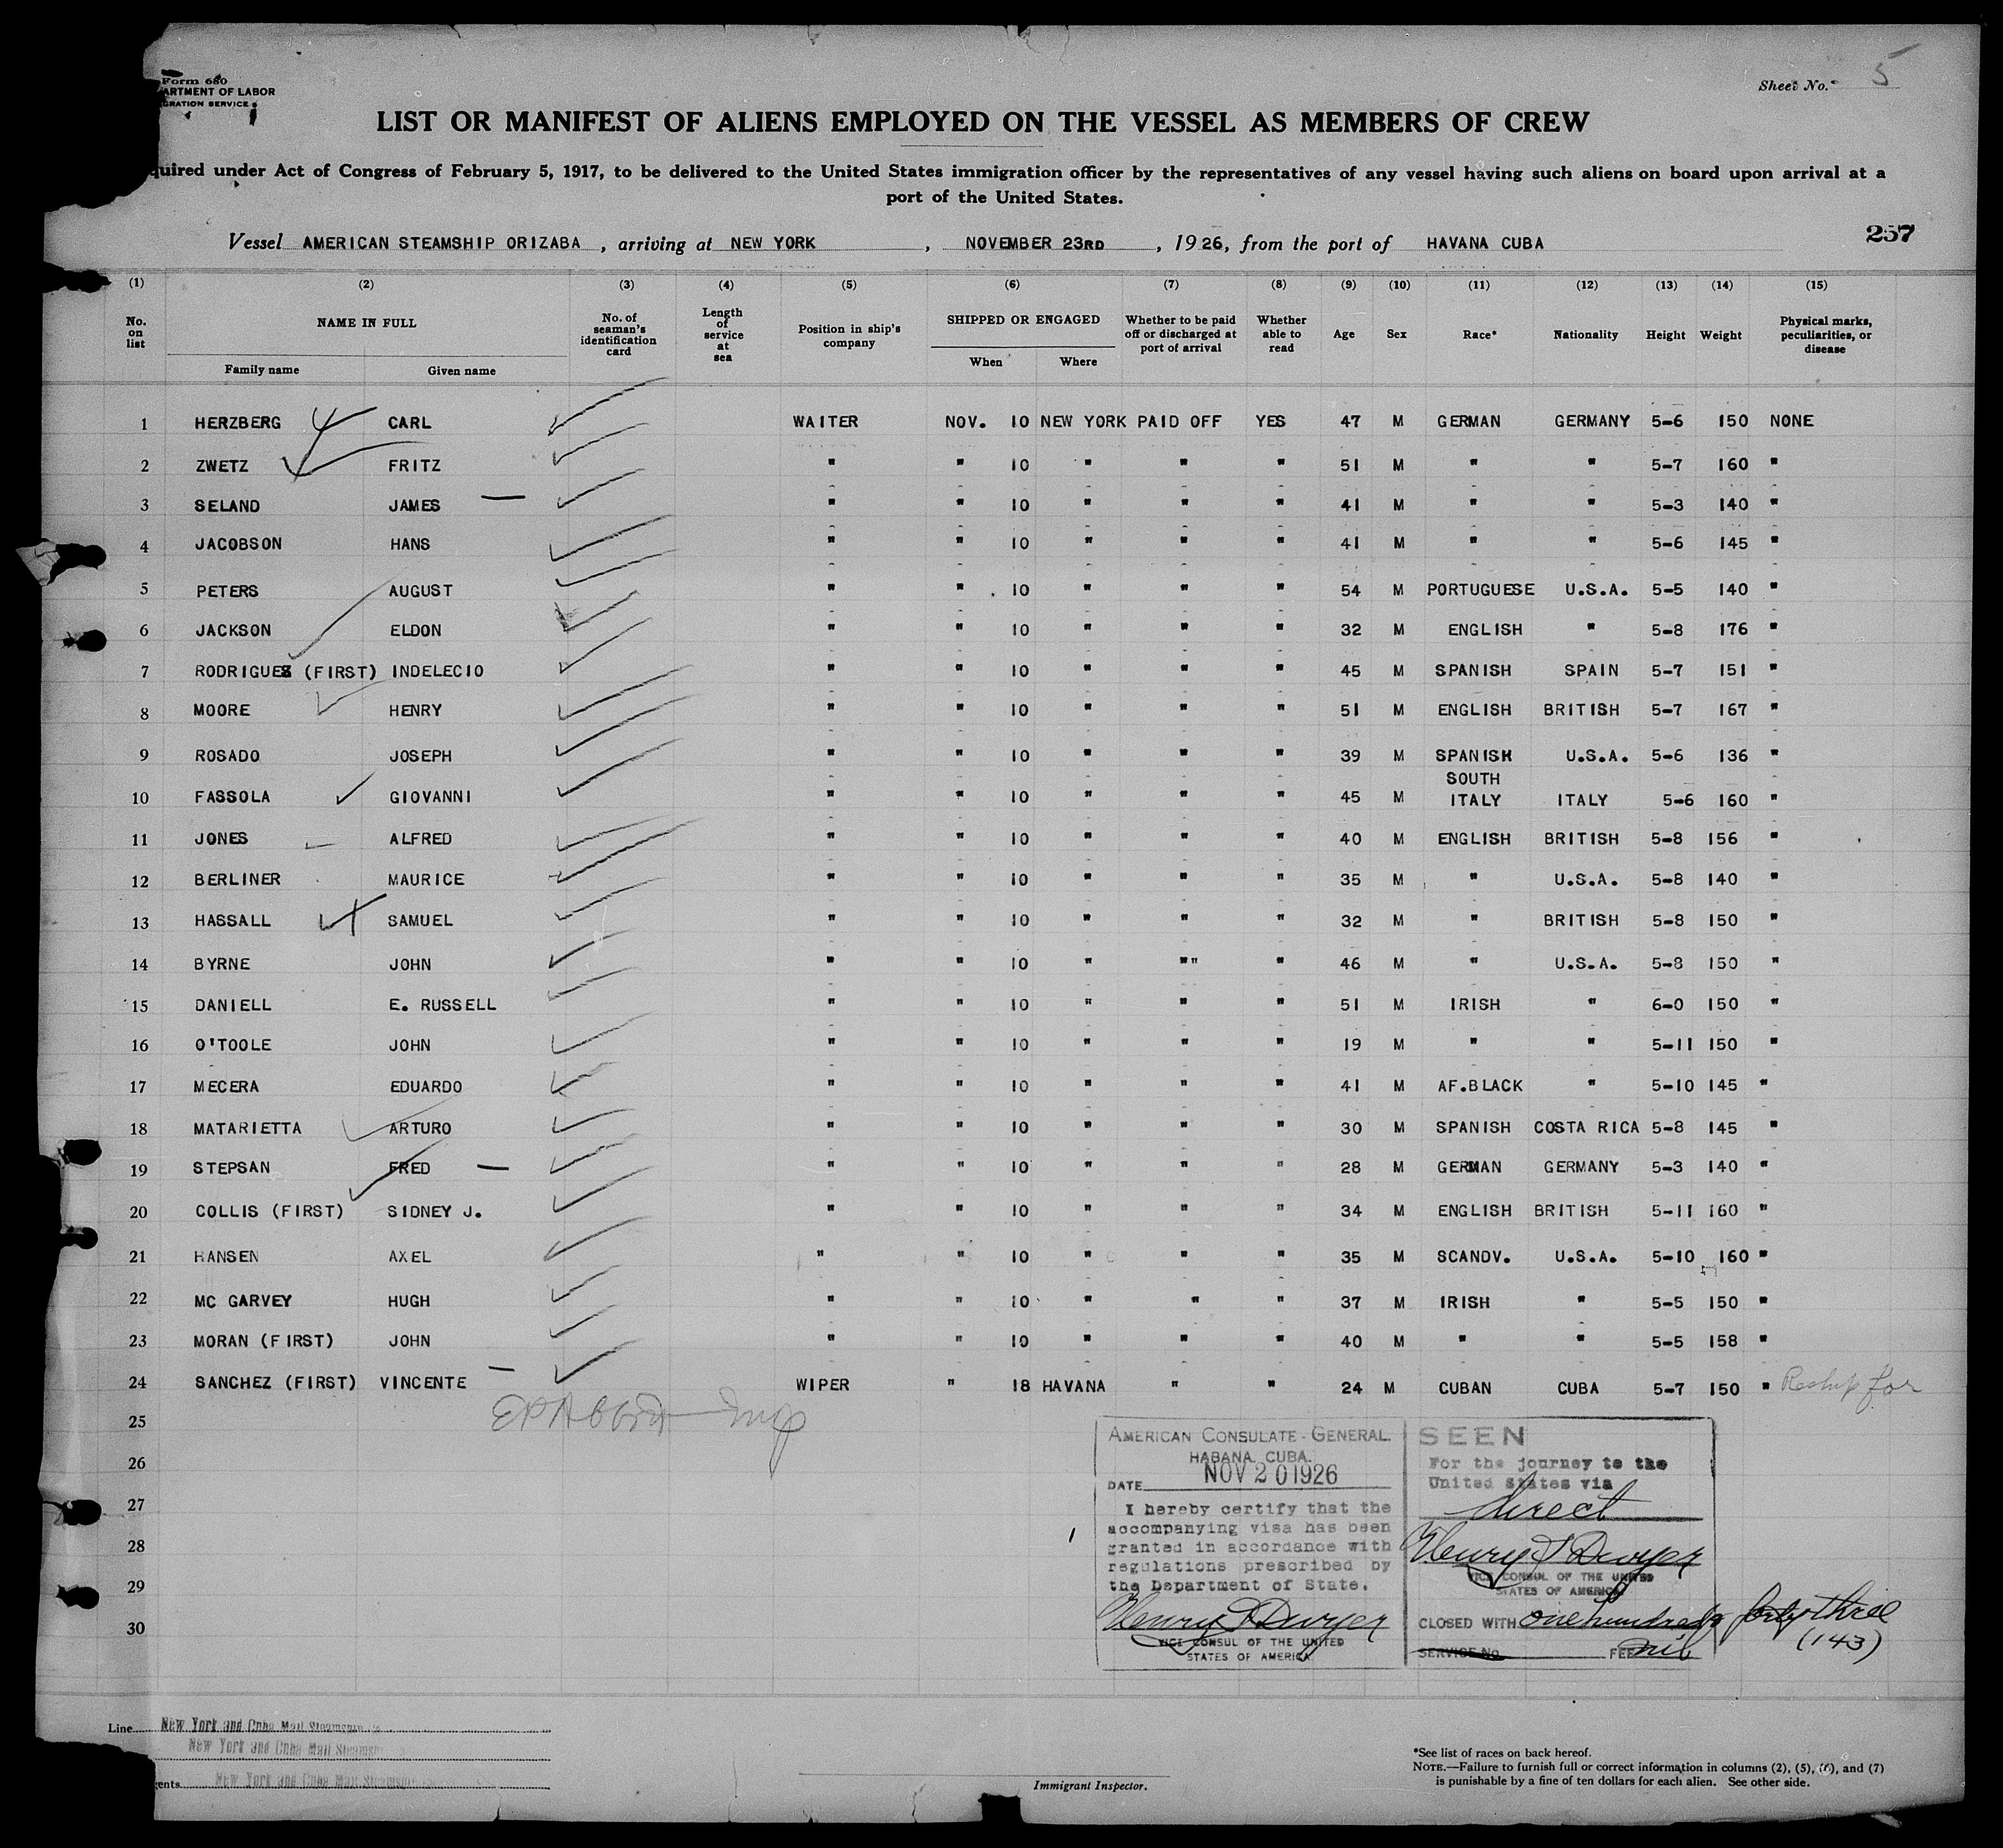 Form 680
ARTMENT OF LABOR
GRATION SERVICE
Sheet No. 5
LIST OR MANIFEST OF ALIENS EMPLOYED ON THE VESSEL AS MEMBERS OF CREW
quired under Act of Congress of February 5, 1917, to be delivered to the United States immigration officer by the representatives of any vessel having such aliens on board upon arrival at a
port of the United States.
Vessel AMERICAN STEAMSHIP ORIZABA , arriving at NEW YORK , NOVEMBER 23RD , 1926, from the port of HAVANA CUBA 257
(1) (2) (3) (4) (5) (6) (7) (8) (9) (10) (11) (12) (13) (14) (15)
No. on list NAME IN FULL No. of seaman's identification card Length of service at sea Position in ship's company SHIPPED OR ENGAGED Whether to be paid off or discharged at port of arrival Whether able to read Age Sex Race* Nationality Height Weight Physical marks, peculiarities, or disease
Family name Given name When Where
1 HERZBERG CARL WAITER NOV. 10 NEW YORK PAID OFF YES 47 M GERMAN GERMANY 5-6 150 NONE
2 ZWETZ FRITZ " " 10 " " " 51 M " " 5-7 160 "
3 SELAND JAMES — " " 10 " " " 41 M " " 5-3 140 "
4 JACOBSON HANS " " 10 " " " 41 M " " 5-6 145 "
5 PETERS AUGUST " " 10 " " " 54 M PORTUGUESE U.S.A. 5-5 140 "
6 JACKSON ELDON " " 10 " " " 32 M ENGLISH " 5-8 176 "
7 RODRIGUEZ (FIRST) INDELECIO " " 10 " " " 45 M SPANISH SPAIN 5-7 151 "
8 MOORE HENRY " " 10 " " " 51 M ENGLISH BRITISH 5-7 167 "
9 ROSADO JOSEPH " " 10 " " " 39 M SPANISH U.S.A. 5-6 136 "
10 FASSOLA GIOVANNI " " 10 " " " 45 M SOUTH ITALY ITALY 5-6 160 "
11 JONES ALFRED " " 10 " " " 40 M ENGLISH BRITISH 5-8 156 "
12 BERLINER MAURICE " " 10 " " " 35 M " U.S.A. 5-8 140 "
13 HASSALL SAMUEL " " 10 " " " 32 M " BRITISH 5-8 150 "
14 BYRNE JOHN " " 10 " "" " 46 M " U.S.A. 5-8 150 "
15 DANIELL E. RUSSELL " " 10 " " " 51 M IRISH " 6-0 150 "
16 O'TOOLE JOHN " " 10 " " " 19 M " " 5-11 150 "
17 MECERA EDUARDO " " 10 " " " 41 M AF.BLACK " 5-10 145 "
18 MATARIETTA ARTURO " " 10 " " " 30 M SPANISH COSTA RICA 5-8 145 "
19 STEPSAN FRED — " " 10 " " " 28 M GERMAN GERMANY 5-3 140 "
20 COLLIS (FIRST) SIDNEY J. " " 10 " " " 34 M ENGLISH BRITISH 5-11 160 "
21 HANSEN AXEL " " 10 " " " 35 M SCANDV. U.S.A. 5-10 160 "
22 MC GARVEY HUGH " " 10 " " " 37 M IRISH " 5-5 150 "
23 MORAN (FIRST) JOHN " " 10 " " " 40 M " " 5-5 158 "
24 SANCHEZ (FIRST) VINCENTE — WIPER " 18 HAVANA " " 24 M CUBAN CUBA 5-7 150 " Reship for
25
26
27
28
29
30
AMERICAN CONSULATE-GENERAL.
HABANA. CUBA.
DATE NOV 20 1926
I hereby certify that the
accompanying visa has been
granted in accordance with
regulations prescribed by
the Department of State.
Henry T Dwyer
VICE CONSUL OF THE UNITED
STATES OF AMERICA
SEEN
For the journey to the
United States via
direct
Henry T Dwyer
VICE CONSUL OF THE UNITED
STATES OF AMERICA
CLOSED WITH one hundred & forty three
(143)
SERVICE No. FEE nil
Line New York and Cuba Mail Steamship Co
New York and Cuba Mail Steamsh
gents New York and Cuba Mail Steamship
Immigrant Inspector.
*See list of races on back hereof.
NOTE.—Failure to furnish full or correct information in columns (2), (5), (6), and (7)
is punishable by a fine of ten dollars for each alien. See other side.